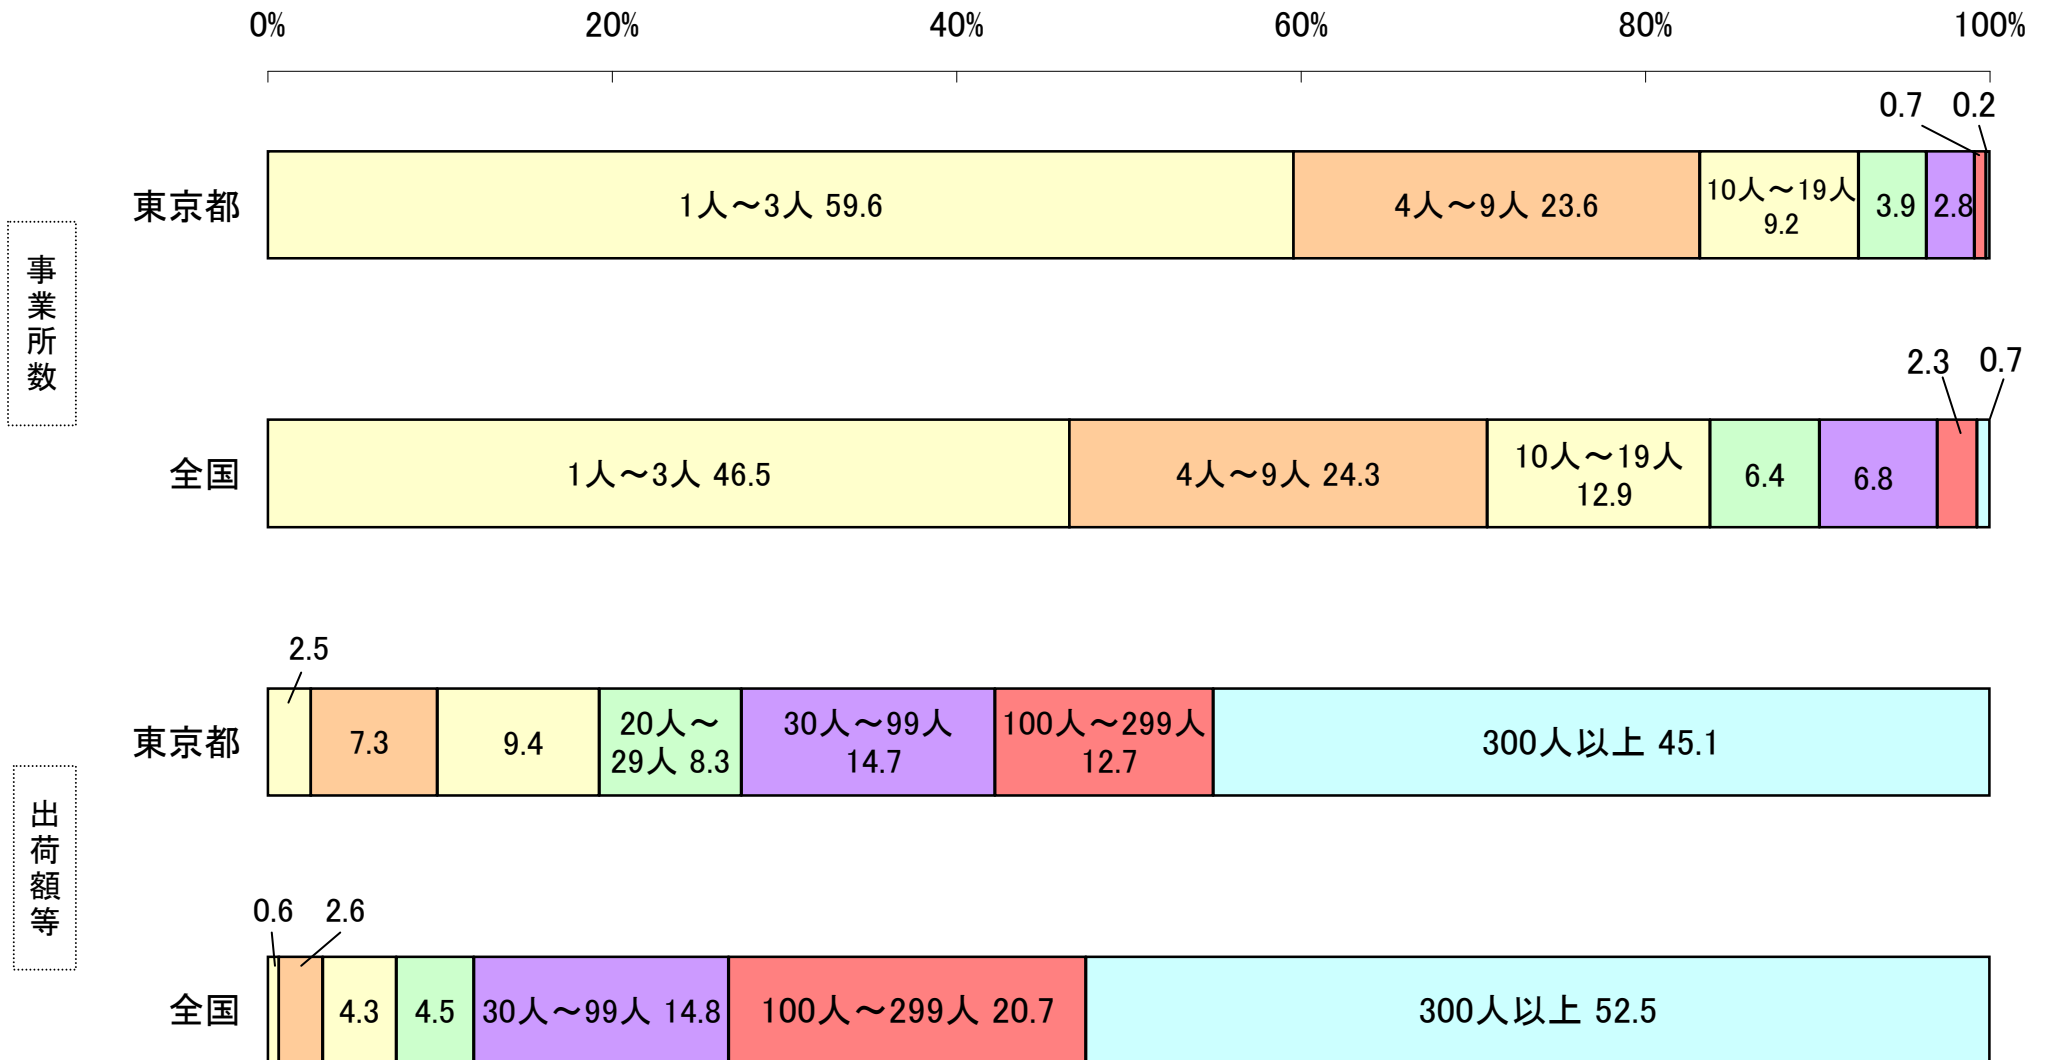 0%
20%
40%
60%
80%
100%
0.7
0.2
東京都
1人～3人 59.6
4人～9人 23.6
10人～19人
9.2
3.9
2.8
事業所数
2.3
0.7
全国
1人～3人 46.5
4人～9人 24.3
10人～19人
12.9
6.4
6.8
2.5
東京都
7.3
9.4
20人～
29人 8.3
30人～99人
14.7
100人～299人
12.7
300人以上 45.1
出荷額等
0.6
2.6
全国
4.3
4.5
30人～99人 14.8
100人～299人 20.7
300人以上 52.5